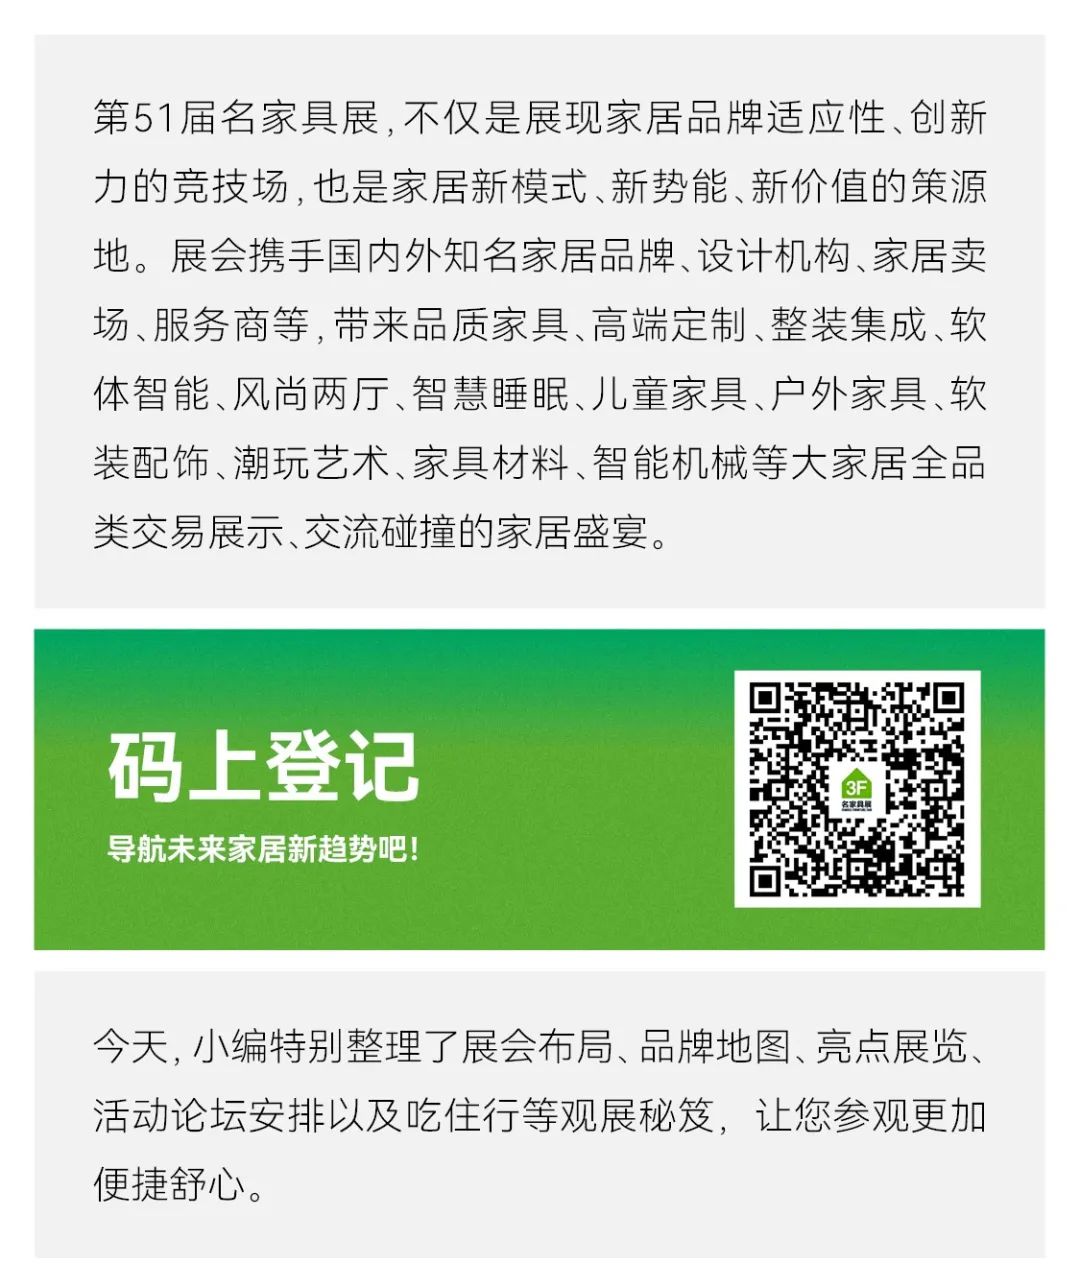 第51届名家具展,不仅是展现家居品牌适应性、创新
力的竞技场,也是家居新模式、新势能、新价值的策源
地。展会携手国内外知名家居品牌、设计机构、家居卖
场、服务商等,带来品质家具、高端定制、整装集成、软
体智能、风尚两厅、智慧睡眠、儿童家具、户外家具、软
装配饰、潮玩艺术、家具材料、智能机械等大家居全品
类交易展示、交流碰撞的家居盛宴。
码上登记
导航未来家居新趋势吧!
3F
名家具展
今天,小编特别整理了展会布局、品牌地图、亮点展览、
活动论坛安排以及吃住行等观展秘笈,让您参观更加
便捷舒心。